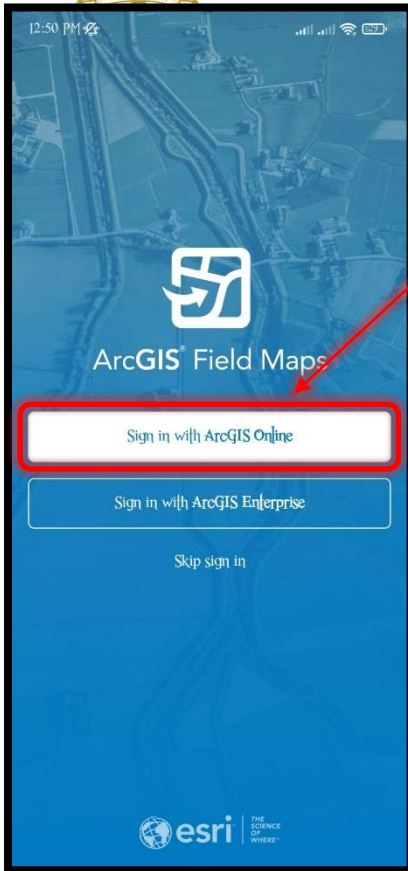 12:50 PM
29
ArcGIS® Field Maps
Sign in with ArcGIS Online
Sign in with ArcGIS Enterprise
Skip sign in
esri THE
SCIENCE
OF
WHERE®